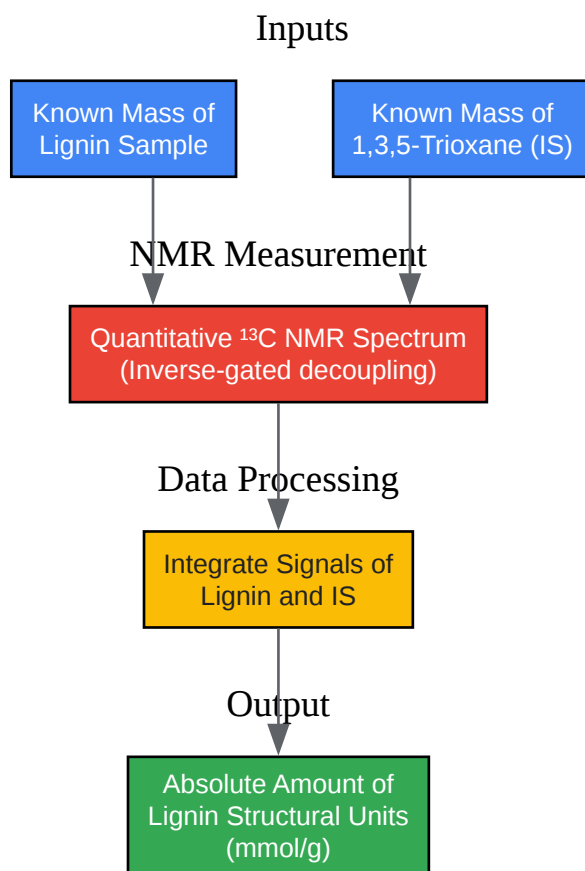 Inputs
Known Mass of
Lignin Sample
Known Mass of
1,3,5-Trioxane (IS)
NMR Measurement
Quantitative ¹³C NMR Spectrum
(Inverse-gated decoupling)
Data Processing
Integrate Signals of
Lignin and IS
Output
Absolute Amount of
Lignin Structural Units
(mmol/g)